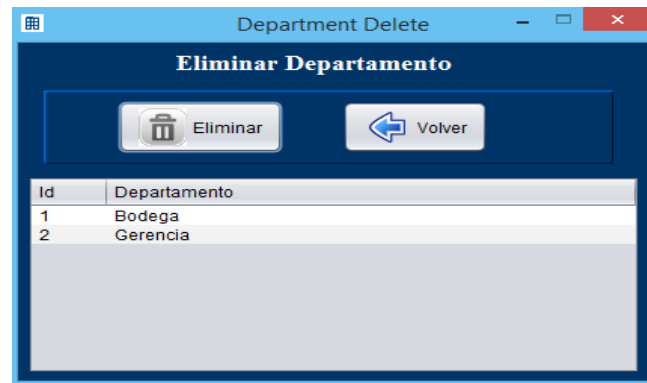 Department Delete
Eliminar Departamento
Eliminar Volver
Id Departamento
1 Bodega
2 Gerencia